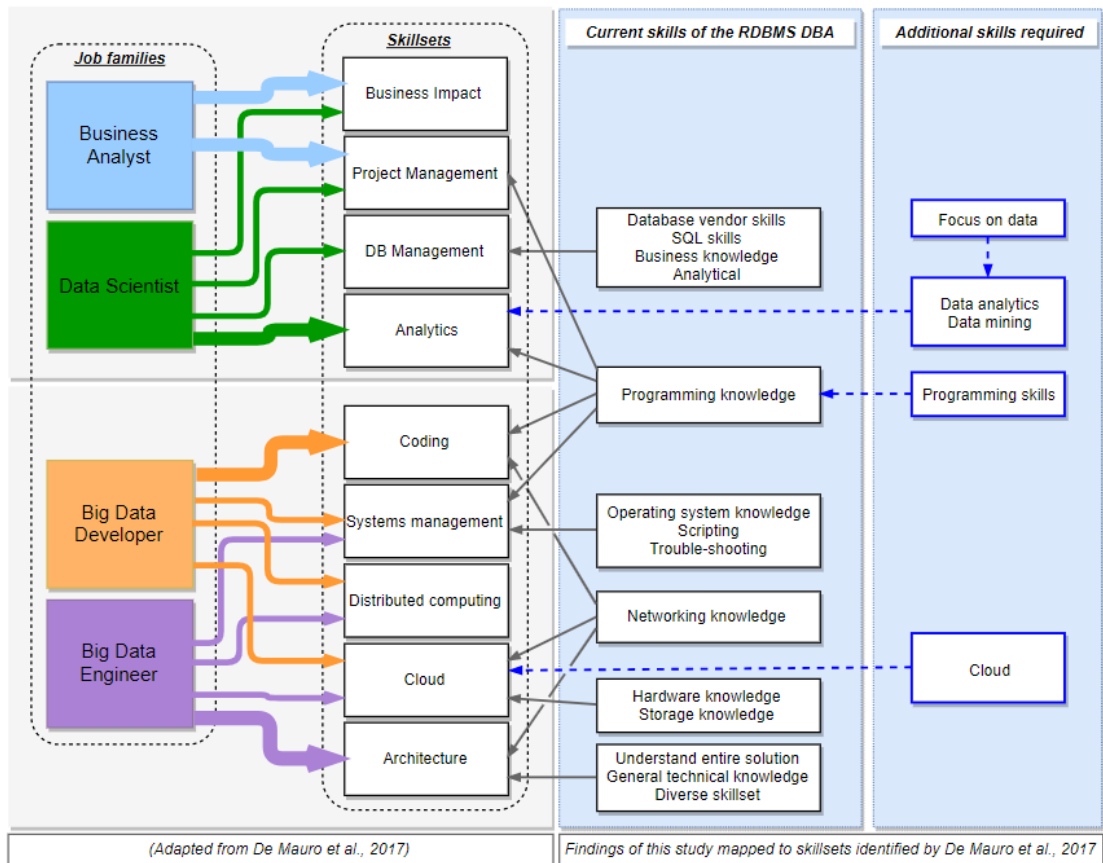 Job families
Business
Analyst
Data Scientist
Big Data
Developer
Big Data
Engineer
Skillsets
Business Impact
Project Management
DB Management
Analytics
Coding
Systems management
Distributed computing
Cloud
Architecture
Current skills of the RDBMS DBA
Database vendor skills
SQL skills
Business knowledge
Analytical
Programming knowledge
Operating system knowledge
Scripting
Trouble-shooting
Networking knowledge
Hardware knowledge
Storage knowledge
Understand entire solution
General technical knowledge
Diverse skillset
Additional skills required
Focus on data
Data analytics
Data mining
Programming skills
Cloud
(Adapted from De Mauro et al., 2017)
Findings of this study mapped to skillsets identified by De Mauro et al., 2017